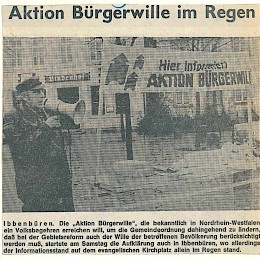 Aktion Bürgerwille im Regen
Hier Informieren
AKTION BÜRGERWILL
Ibbenbüren. Die „Aktion Bürgerwille“, die bekanntlich in Nordrhein-Westfalen
ein Volksbegehren erreichen will, um die Gemeindeordnung dahingehend zu ändern,
daß bei der Gebietsreform auch der Wille der betroffenen Bevölkerung berücksichtigt
werden muß, startete am Samstag die Aufklärung auch in Ibbenbüren, wo allerdings
der Informationsstand auf dem evangelischen Kirchplatz allein im Regen stand.